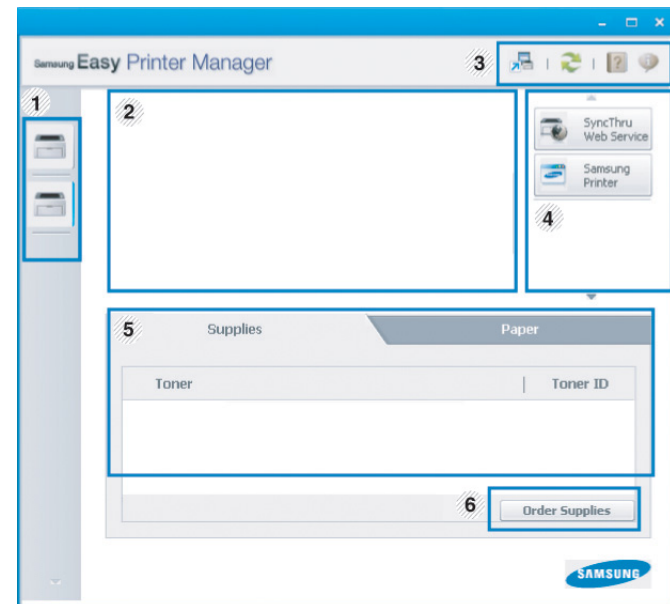 Samsung Easy Printer Manager
3
1
2
SyncThru
Web Service
Samsung
Printer
4
5
Supplies
Paper
Toner
Toner ID
6
Order Supplies
SAMSUNG